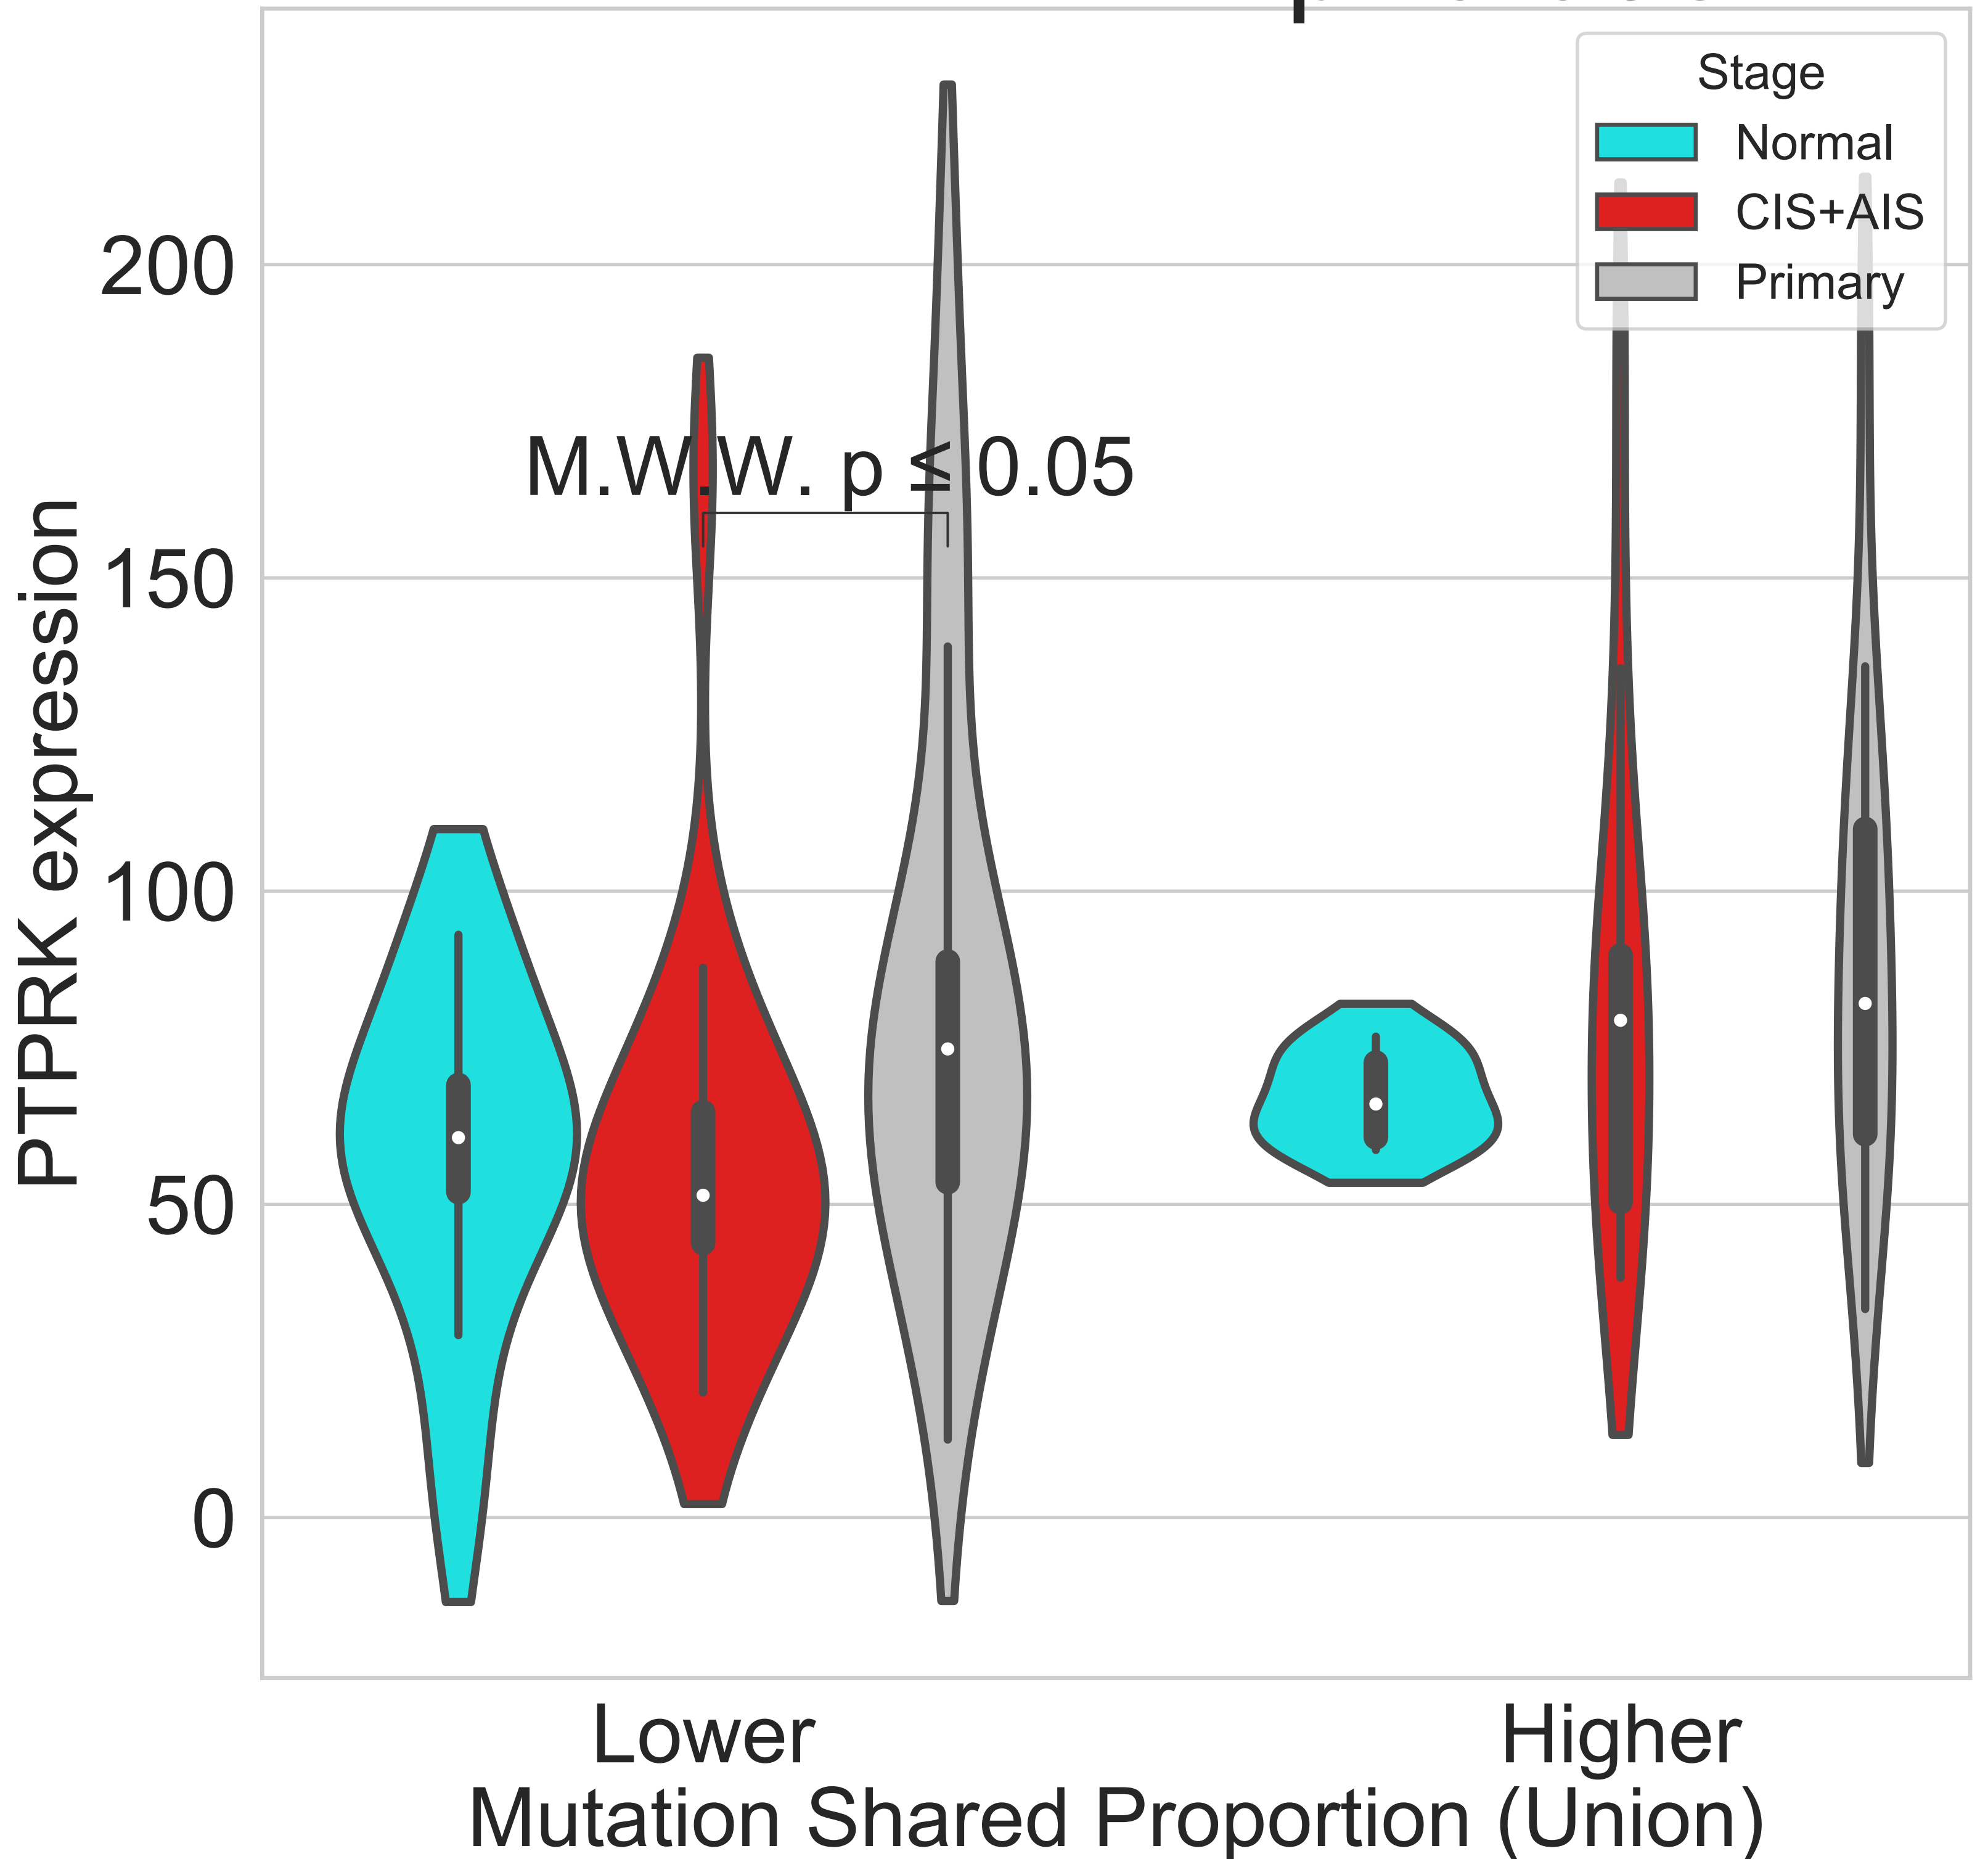 Stage
Normal
CIS+AIS
Primary
200
150
100
50
0
PTPRK expression
M.W.W. p ≤ 0.05
Lower
Higher
Mutation Shared Proportion (Union)